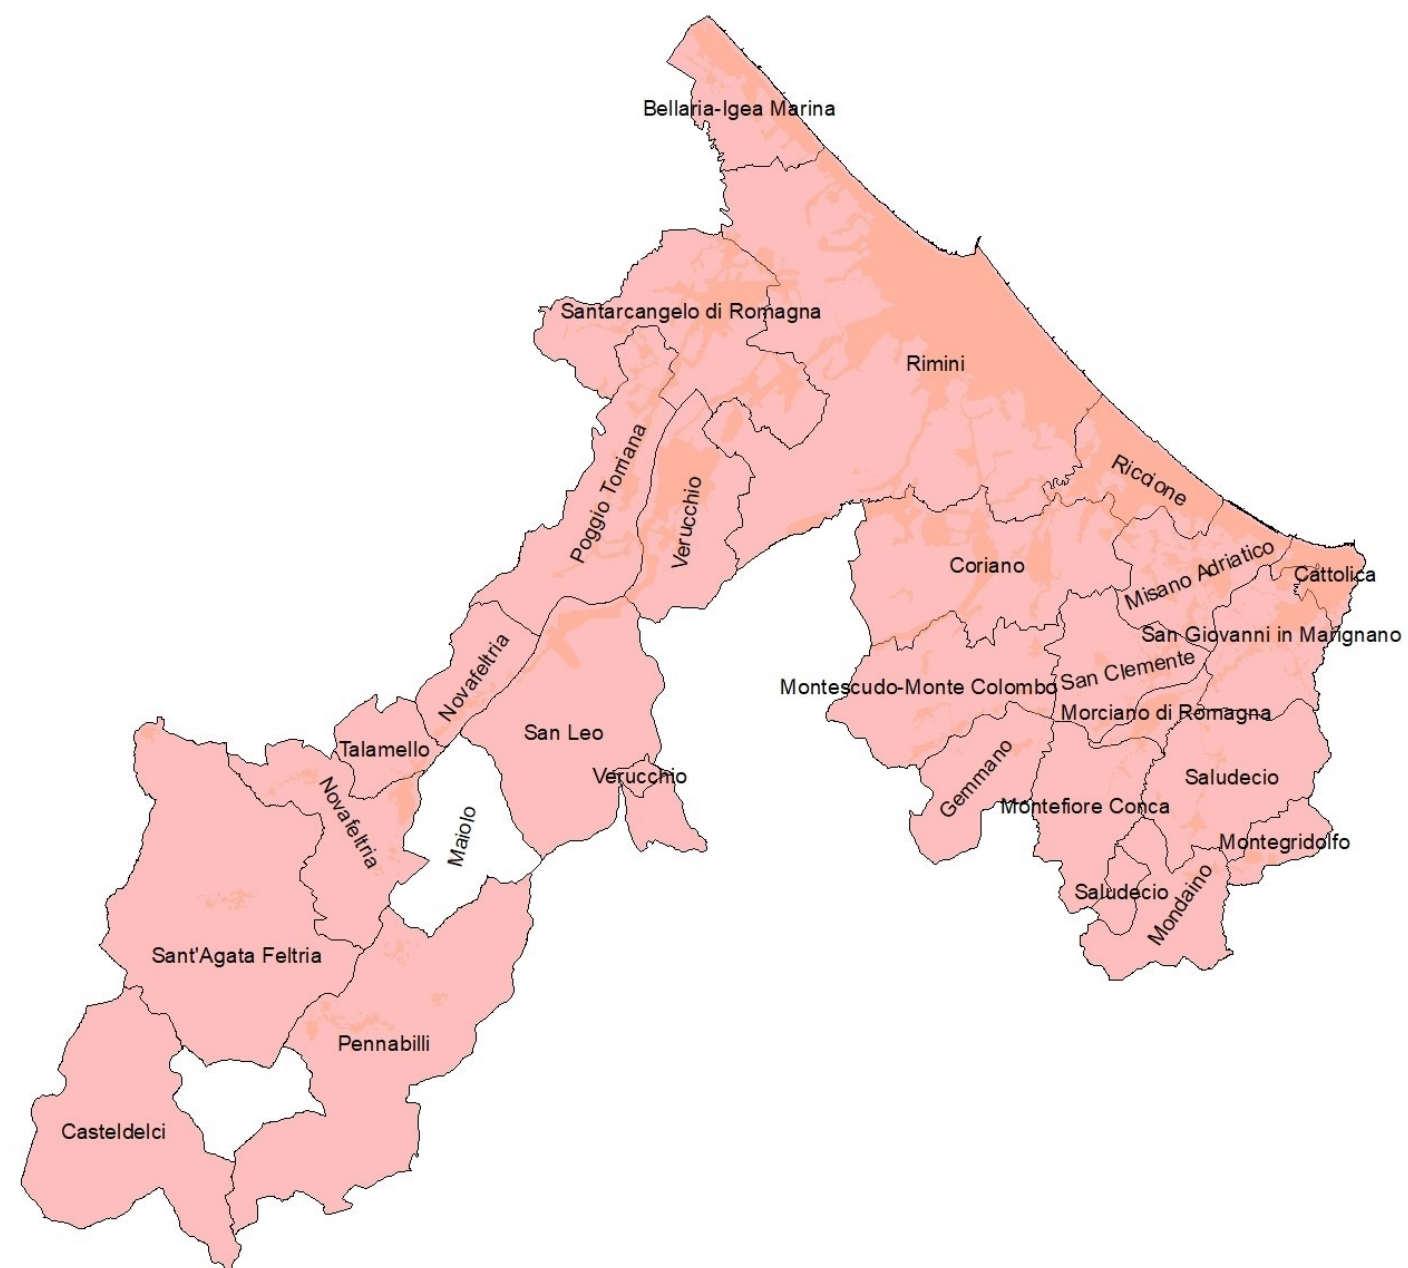 Bellaria-Igea Marina
Santarcangelo di Romagna
Rimini
Poggio Torriana
Riccione
Verucchio
Coriano
Misano Adriatico
Cattolica
San Giovanni in Marignano
Novafeltria
San Clemente
Montescudo-Monte Colombo
Morciano di Romagna
San Leo
Talamello
Verucchio
Saludecio
Gemmano
Montefiore Conca
Novafeltria
Maiolo
Montegridolfo
Saludecio
Mondaino
Sant'Agata Feltria
Pennabilli
Casteldelci